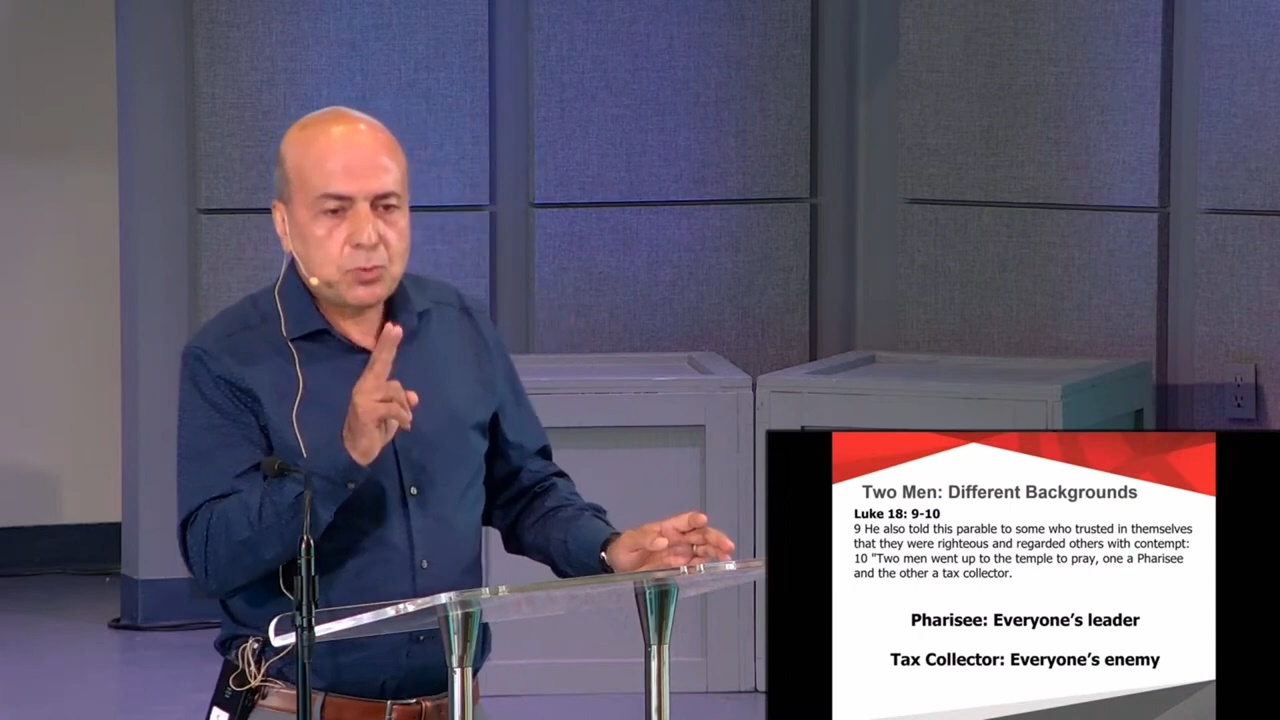 Two Men: Different Backgrounds
Luke 18: 9-10
9 He also told this parable to some who trusted in themselves
that they were righteous and regarded others with contempt:
10 "Two men went up to the temple to pray, one a Pharisee
and the other a tax collector.
Pharisee: Everyone's leader
Tax Collector: Everyone's enemy